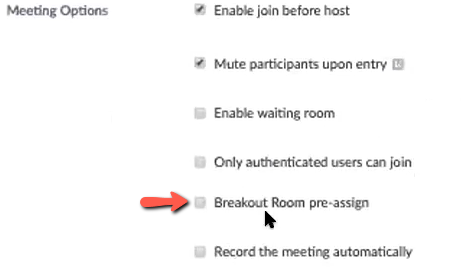 Meeting Options
Enable join before host
Mute participants upon entry
Enable waiting room
Only authenticated users can join
Breakout Room pre-assign
Record the meeting automatically